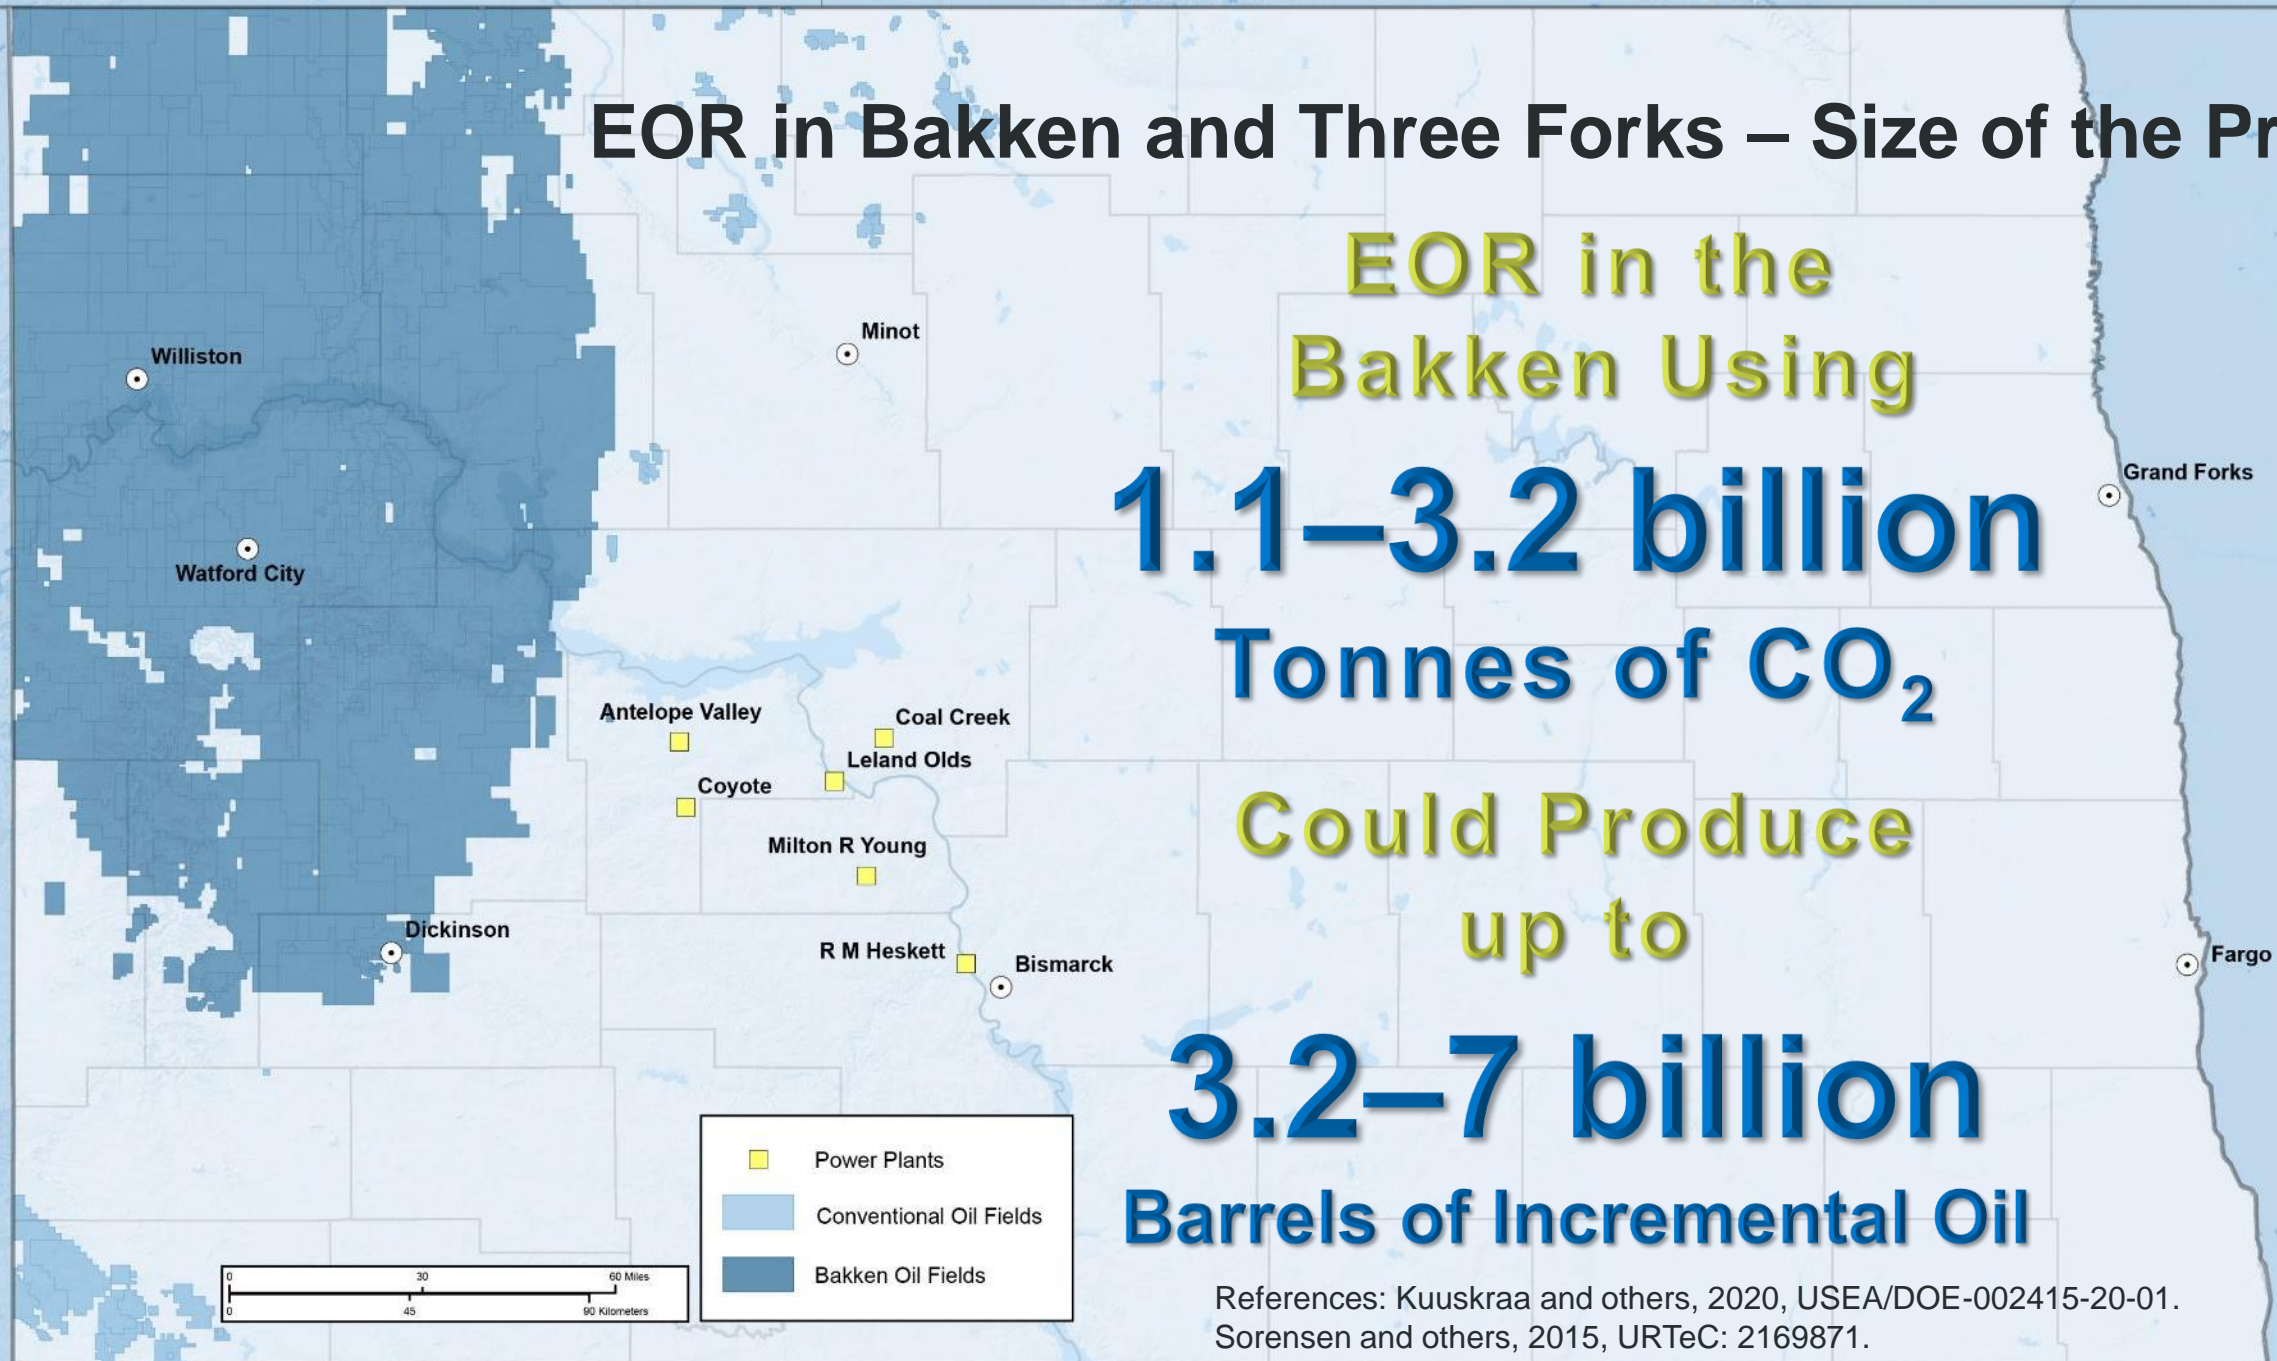 EOR in Bakken and Three Forks – Size of the Pr
EOR in the
Bakken Using
1.1–3.2 billion
Tonnes of CO₂
Could Produce
up to
3.2–7 billion
Barrels of Incremental Oil
References: Kuuskraa and others, 2020, USEA/DOE-002415-20-01.
Sorensen and others, 2015, URTeC: 2169871.
Minot
Williston
Grand Forks
Watford City
Antelope Valley
Coal Creek
Leland Olds
Coyote
Milton R Young
Dickinson
R M Heskett
Bismarck
Fargo
Power Plants
Conventional Oil Fields
Bakken Oil Fields
0 30 60 Miles
0 45 90 Kilometers